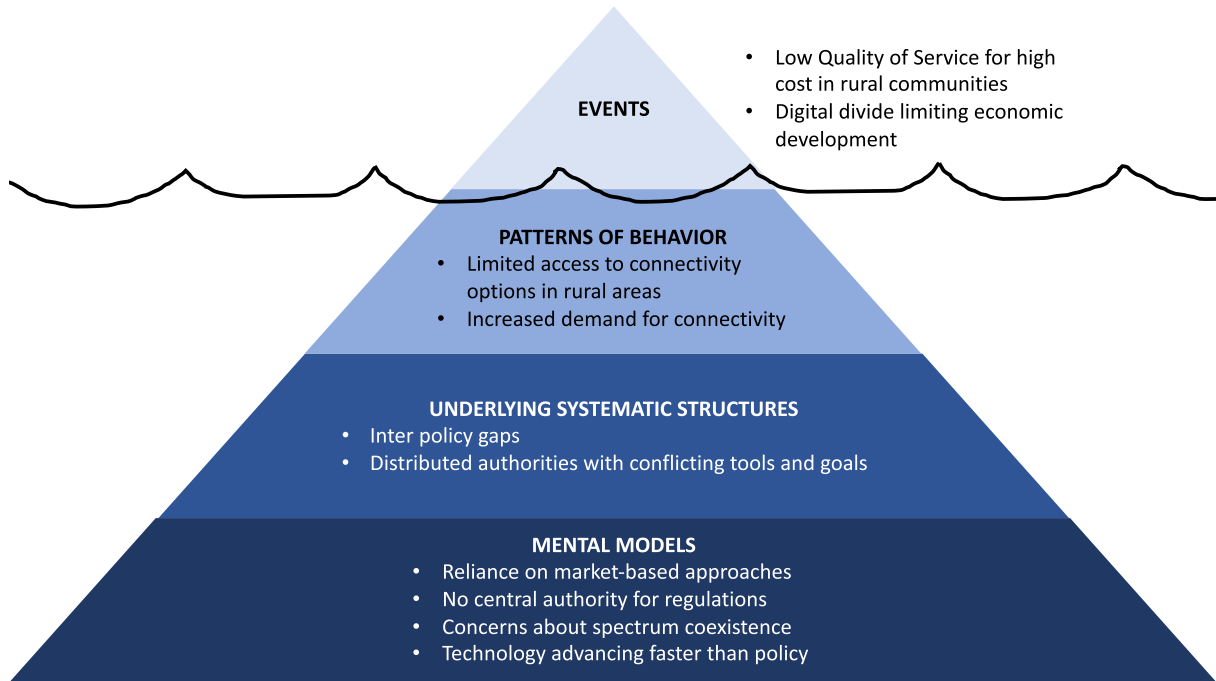 EVENTS
• Low Quality of Service for high
cost in rural communities
• Digital divide limiting economic
development
PATTERNS OF BEHAVIOR
• Limited access to connectivity
options in rural areas
• Increased demand for connectivity
UNDERLYING SYSTEMATIC STRUCTURES
• Inter policy gaps
• Distributed authorities with conflicting tools and goals
MENTAL MODELS
• Reliance on market-based approaches
• No central authority for regulations
• Concerns about spectrum coexistence
• Technology advancing faster than policy